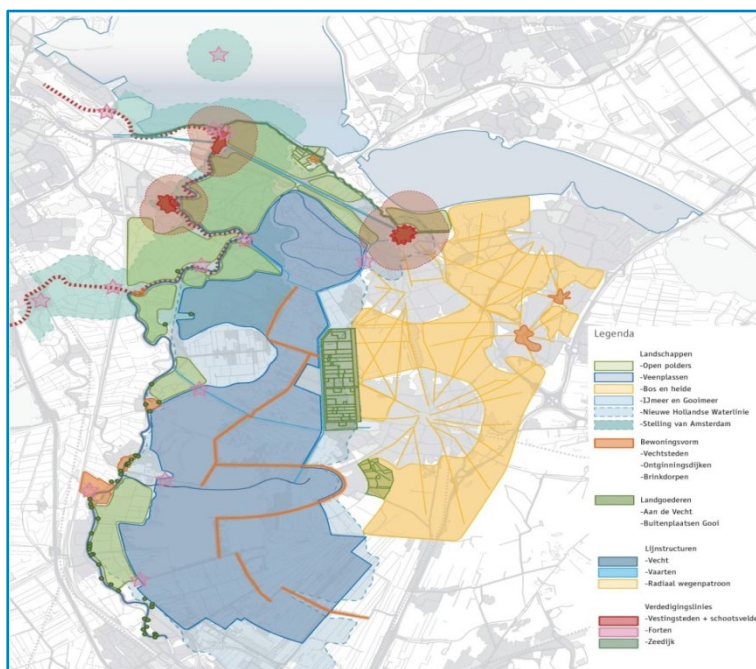 Legenda
Landschappen
-Open polders
-Veenplassen
-Bos en heide
-IJmeer en Gooimeer
-Nieuwe Hollandse Waterlinie
-Stelling van Amsterdam
Bewoningsvorm
-Vechtsteden
-Ontginningsdijken
-Brinkdorpen
Landgoederen
-Aan de Vecht
-Buitenplaatsen Gooi
Lijnstructuren
-Vecht
-Vaarten
-Radiaal wegenpatroon
Verdedigingslinies
-Vestingsteden + schootsvelde
-Forten
-Zeedijk